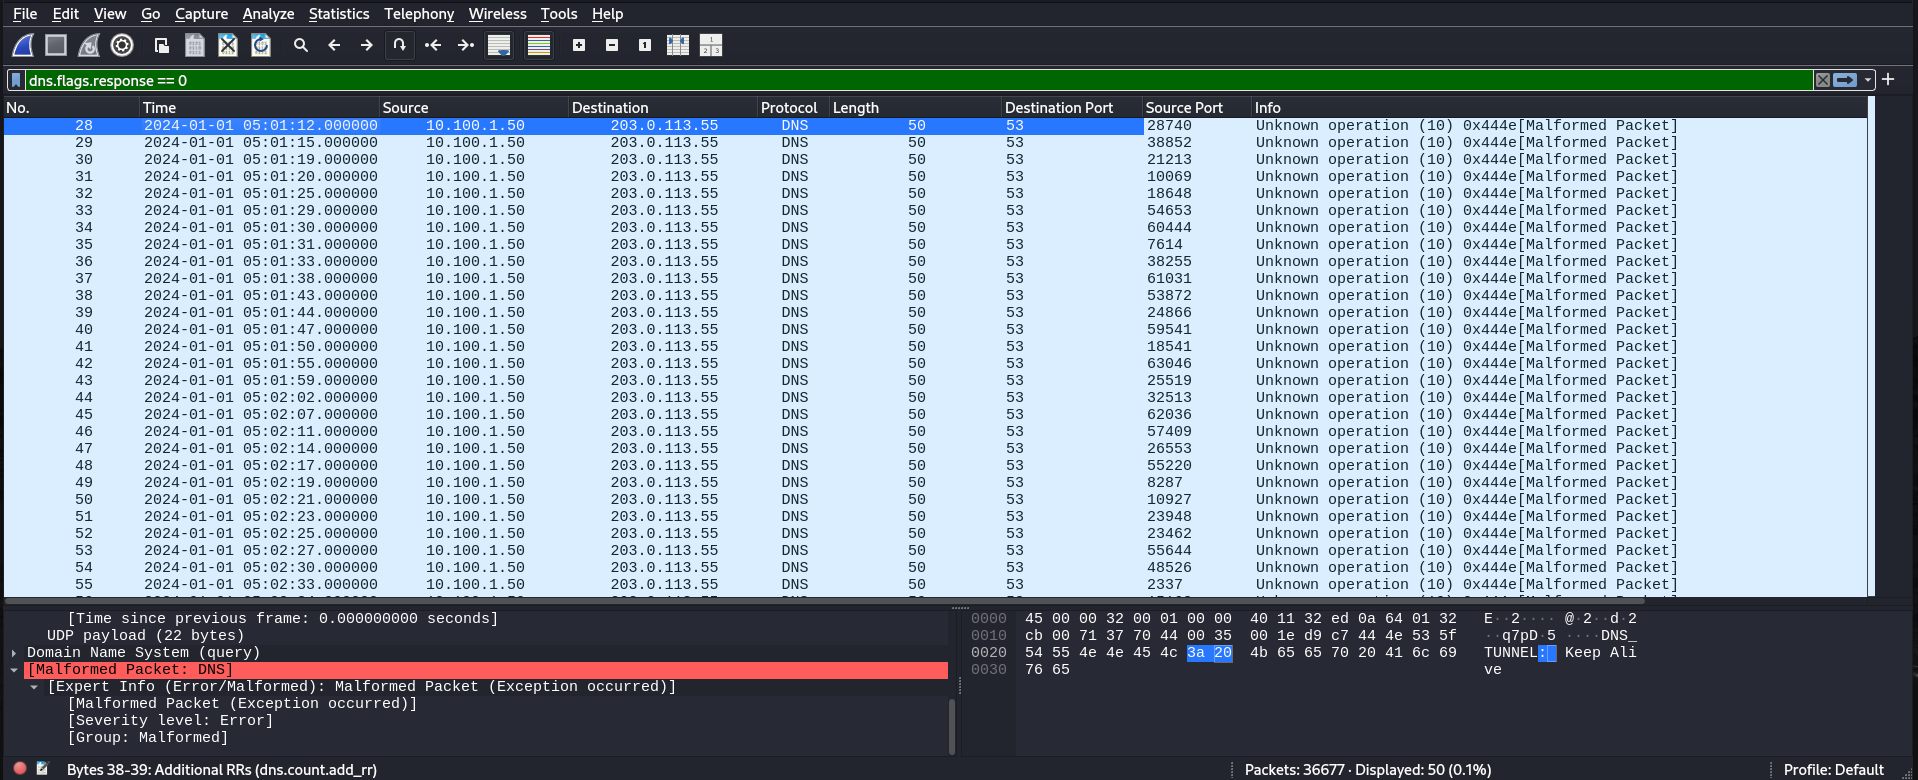 File Edit View Go Capture Analyze Statistics Telephony Wireless Tools Help
dns.flags.response == 0
No. Time Source Destination Protocol Length Destination Port Source Port Info
28 2024-01-01 05:01:12.000000 10.100.1.50 203.0.113.55 DNS 50 53 28740 Unknown operation (10) 0x444e[Malformed Packet]
29 2024-01-01 05:01:15.000000 10.100.1.50 203.0.113.55 DNS 50 53 38852 Unknown operation (10) 0x444e[Malformed Packet]
30 2024-01-01 05:01:19.000000 10.100.1.50 203.0.113.55 DNS 50 53 21213 Unknown operation (10) 0x444e[Malformed Packet]
31 2024-01-01 05:01:20.000000 10.100.1.50 203.0.113.55 DNS 50 53 10069 Unknown operation (10) 0x444e[Malformed Packet]
32 2024-01-01 05:01:25.000000 10.100.1.50 203.0.113.55 DNS 50 53 18648 Unknown operation (10) 0x444e[Malformed Packet]
33 2024-01-01 05:01:29.000000 10.100.1.50 203.0.113.55 DNS 50 53 54653 Unknown operation (10) 0x444e[Malformed Packet]
34 2024-01-01 05:01:30.000000 10.100.1.50 203.0.113.55 DNS 50 53 60444 Unknown operation (10) 0x444e[Malformed Packet]
35 2024-01-01 05:01:31.000000 10.100.1.50 203.0.113.55 DNS 50 53 7614 Unknown operation (10) 0x444e[Malformed Packet]
36 2024-01-01 05:01:33.000000 10.100.1.50 203.0.113.55 DNS 50 53 38255 Unknown operation (10) 0x444e[Malformed Packet]
37 2024-01-01 05:01:38.000000 10.100.1.50 203.0.113.55 DNS 50 53 61031 Unknown operation (10) 0x444e[Malformed Packet]
38 2024-01-01 05:01:43.000000 10.100.1.50 203.0.113.55 DNS 50 53 53872 Unknown operation (10) 0x444e[Malformed Packet]
39 2024-01-01 05:01:44.000000 10.100.1.50 203.0.113.55 DNS 50 53 24866 Unknown operation (10) 0x444e[Malformed Packet]
40 2024-01-01 05:01:47.000000 10.100.1.50 203.0.113.55 DNS 50 53 59541 Unknown operation (10) 0x444e[Malformed Packet]
41 2024-01-01 05:01:50.000000 10.100.1.50 203.0.113.55 DNS 50 53 18541 Unknown operation (10) 0x444e[Malformed Packet]
42 2024-01-01 05:01:55.000000 10.100.1.50 203.0.113.55 DNS 50 53 63046 Unknown operation (10) 0x444e[Malformed Packet]
43 2024-01-01 05:01:59.000000 10.100.1.50 203.0.113.55 DNS 50 53 25519 Unknown operation (10) 0x444e[Malformed Packet]
44 2024-01-01 05:02:02.000000 10.100.1.50 203.0.113.55 DNS 50 53 32513 Unknown operation (10) 0x444e[Malformed Packet]
45 2024-01-01 05:02:07.000000 10.100.1.50 203.0.113.55 DNS 50 53 62036 Unknown operation (10) 0x444e[Malformed Packet]
46 2024-01-01 05:02:11.000000 10.100.1.50 203.0.113.55 DNS 50 53 57409 Unknown operation (10) 0x444e[Malformed Packet]
47 2024-01-01 05:02:14.000000 10.100.1.50 203.0.113.55 DNS 50 53 26553 Unknown operation (10) 0x444e[Malformed Packet]
48 2024-01-01 05:02:17.000000 10.100.1.50 203.0.113.55 DNS 50 53 55220 Unknown operation (10) 0x444e[Malformed Packet]
49 2024-01-01 05:02:19.000000 10.100.1.50 203.0.113.55 DNS 50 53 8287 Unknown operation (10) 0x444e[Malformed Packet]
50 2024-01-01 05:02:21.000000 10.100.1.50 203.0.113.55 DNS 50 53 10927 Unknown operation (10) 0x444e[Malformed Packet]
51 2024-01-01 05:02:23.000000 10.100.1.50 203.0.113.55 DNS 50 53 23948 Unknown operation (10) 0x444e[Malformed Packet]
52 2024-01-01 05:02:25.000000 10.100.1.50 203.0.113.55 DNS 50 53 23462 Unknown operation (10) 0x444e[Malformed Packet]
53 2024-01-01 05:02:27.000000 10.100.1.50 203.0.113.55 DNS 50 53 55644 Unknown operation (10) 0x444e[Malformed Packet]
54 2024-01-01 05:02:30.000000 10.100.1.50 203.0.113.55 DNS 50 53 48526 Unknown operation (10) 0x444e[Malformed Packet]
55 2024-01-01 05:02:33.000000 10.100.1.50 203.0.113.55 DNS 50 53 2337 Unknown operation (10) 0x444e[Malformed Packet]
[Time since previous frame: 0.000000000 seconds]
UDP payload (22 bytes)
Domain Name System (query)
[Malformed Packet: DNS]
[Expert Info (Error/Malformed): Malformed Packet (Exception occurred)]
[Malformed Packet (Exception occurred)]
[Severity level: Error]
[Group: Malformed]
0000 45 00 00 32 00 01 00 00 40 11 32 ed 0a 64 01 32 E··2····@·2··d·2
0010 cb 00 71 37 70 44 00 35 00 1e d9 c7 44 4e 53 5f ··q7pD·5····DNS_
0020 54 55 4e 4e 45 4c 3a 20 4b 65 65 70 20 41 6c 69 TUNNEL: Keep Ali
0030 76 65 ve
Bytes 38-39: Additional RRs (dns.count.add_rr)
Packets: 36677 · Displayed: 50 (0.1%)
Profile: Default